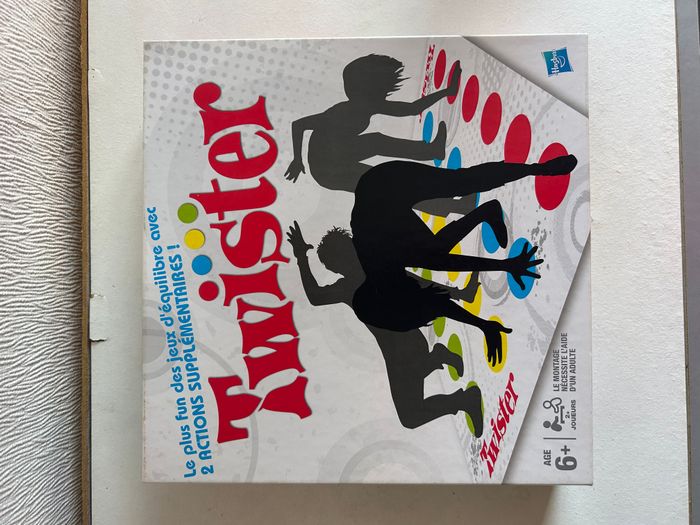 Le plus fun des jeux d'équilibre avec
2 ACTIONS SUPPLÉMENTAIRES !
Twister
Hasbro
Twister
AGE
6+
2+
JOUEURS
LE MONTAGE
NÉCESSITE L'AIDE
D'UN ADULTE